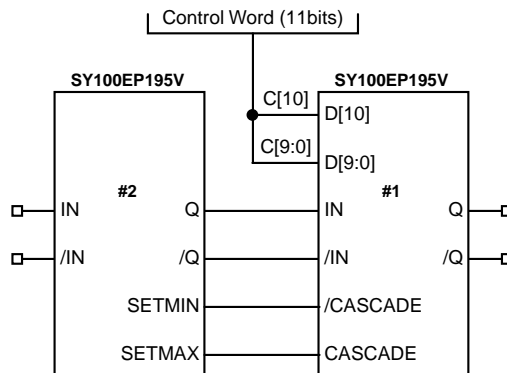 Control Word (11bits)
SY100EP195V SY100EP195V
C[10] D[10]
C[9:0] D[9:0]
#2 #1
IN Q IN Q
/IN /Q /IN /Q
SETMIN /CASCADE
SETMAX CASCADE